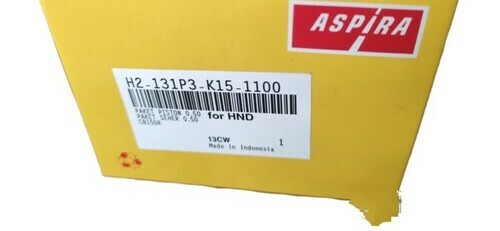 ASPIRA
H2-131P3-K15-1100
PAKET PISTON 0.50 for HND
PAKET SEHER 0.50
CB150R
13CW 1
Made in Indonesia